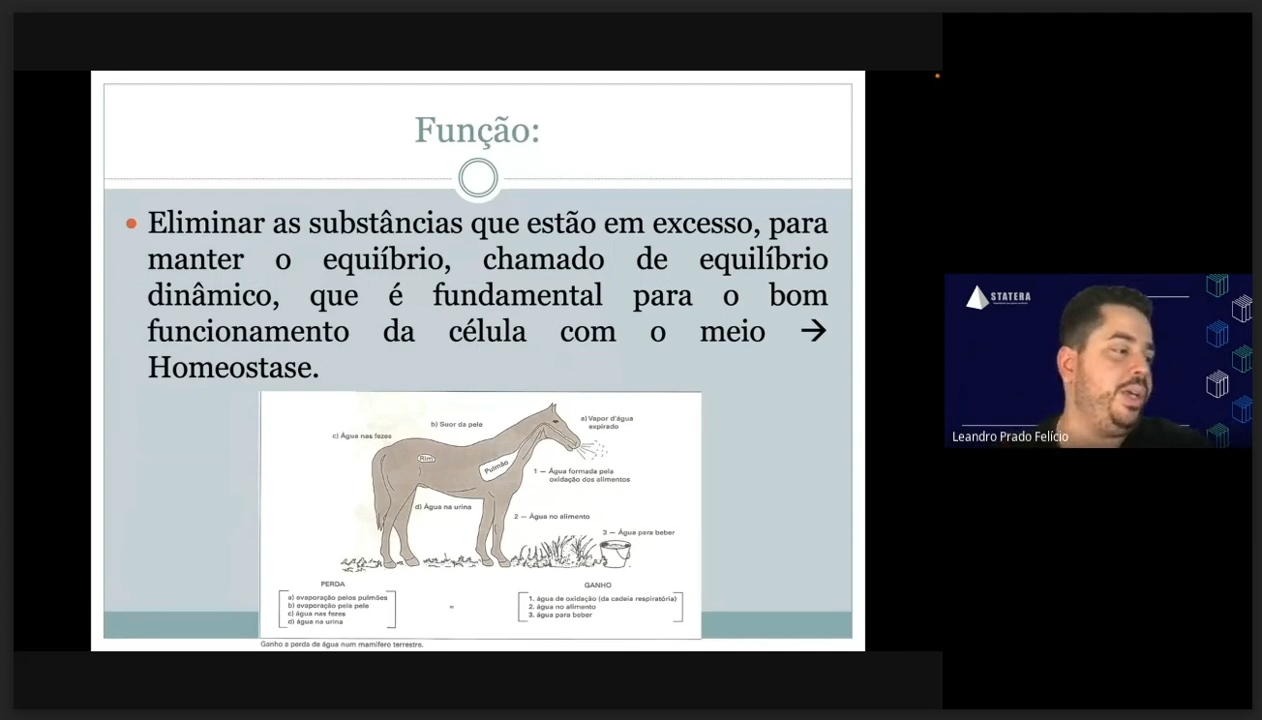 Função:
Eliminar as substâncias que estão em excesso, para
manter o equiíbrio, chamado de equilíbrio
dinâmico, que é fundamental para o bom
funcionamento da célula com o meio →
Homeostase.
a) Vapor d'água
expirado
b) Suor da pele
c) Água nas fezes
Rim
Pulmão
1 — Água formada pela
oxidação dos alimentos
d) Água na urina
2 — Água no alimento
3 — Água para beber
PERDA
a) evaporação pelos pulmões
b) evaporação pela pele
c) água nas fezes
d) água na urina
=
GANHO
1. água de oxidação (da cadeia respiratória)
2. água no alimento
3. água para beber
Ganho e perda de água num mamífero terrestre.
STATERA
Leandro Prado Felício